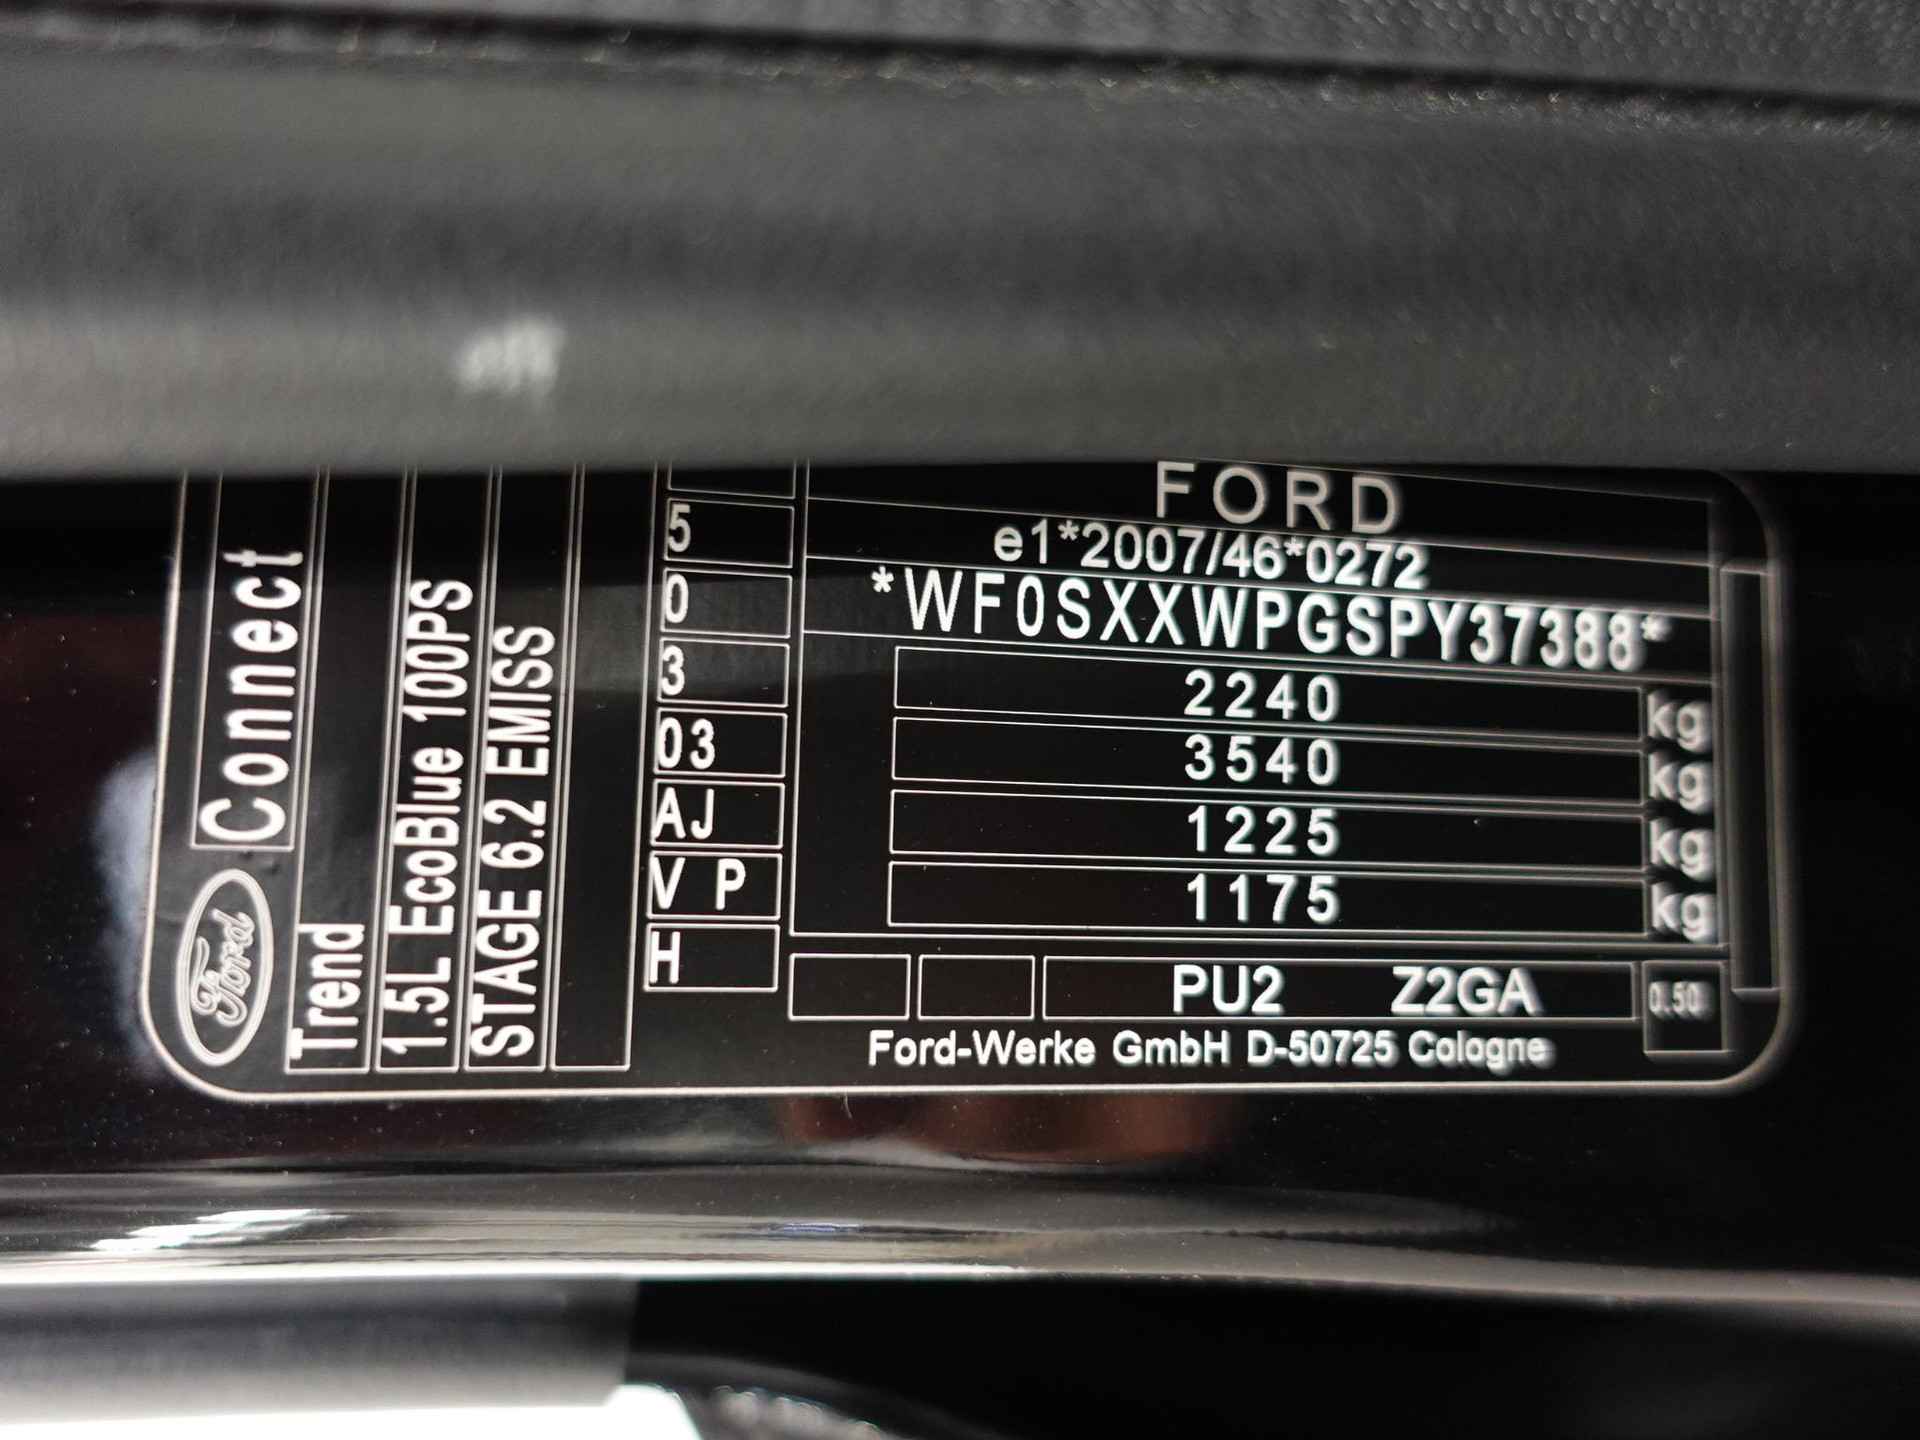 Ford
Connect
Trend
1.5L EcoBlue 100PS
STAGE 6.2 EMISS
5
0
3
03
AJ
V P
H
FORD
e1*2007/46*0272
*WF0SXXWPGSPY37388*
2240 kg
3540 kg
1225 kg
1175 kg
PU2 Z2GA 0.50
Ford-Werke GmbH D-50725 Cologne